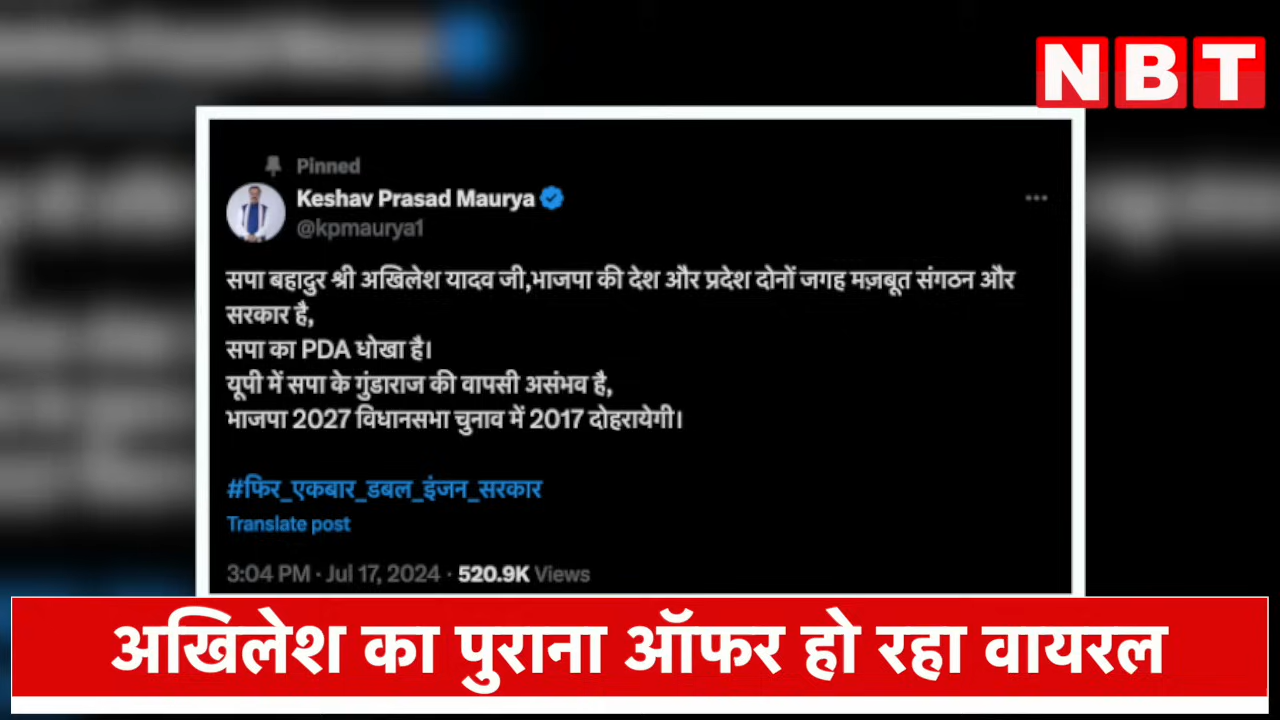 NBT
Pinned
Keshav Prasad Maurya
@kpmaurya1
सपा बहादुर श्री अखिलेश यादव जी,भाजपा की देश और प्रदेश दोनों जगह मज़बूत संगठन और
सरकार है,
सपा का PDA धोखा है।
यूपी में सपा के गुंडाराज की वापसी असंभव है,
भाजपा 2027 विधानसभा चुनाव में 2017 दोहरायेगी।
#फिर_एकबार_डबल_इंजन_सरकार
Translate post
3:04 PM · Jul 17, 2024 · 520.9K Views
अखिलेश का पुराना ऑफर हो रहा वायरल